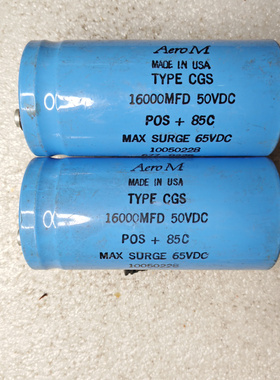 Aero M
MADE IN USA
TYPE CGS
16000MFD 50VDC
POS + 85C
MAX SURGE 65VDC
10050228
Aero M
MADE IN USA
TYPE CGS
16000MFD 50VDC
POS + 85C
MAX SURGE 65VDC
10050228